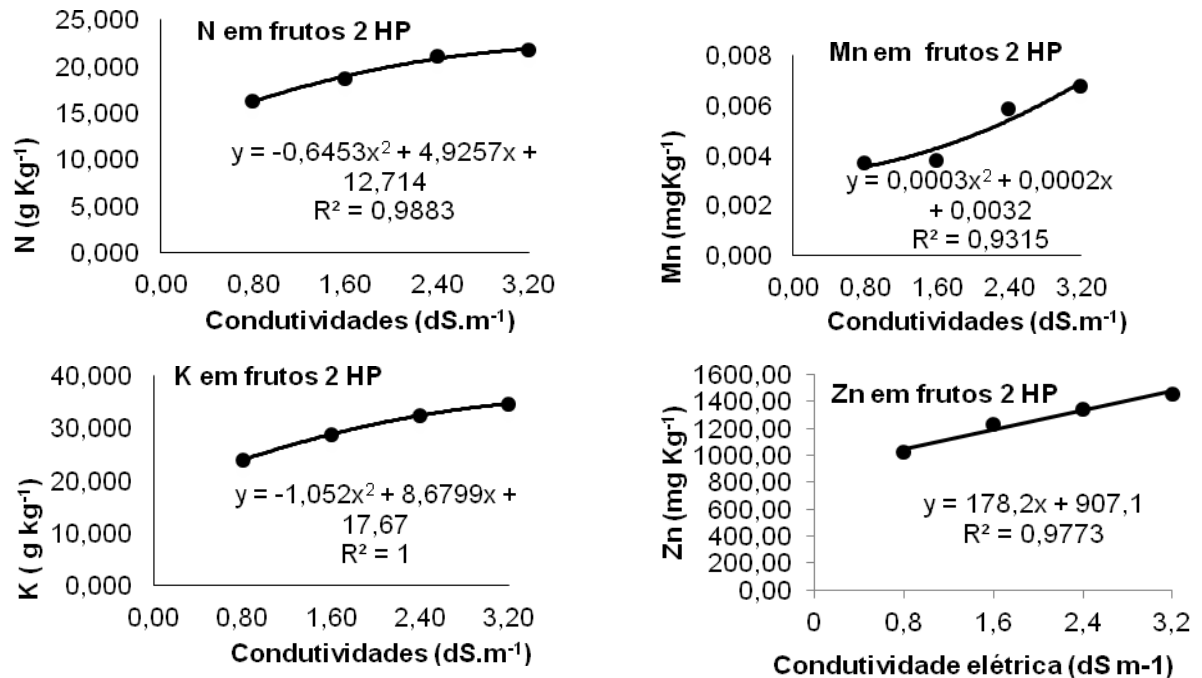 N em frutos 2 HP
25,000
20,000
15,000
10,000
5,000
0,000
N (g Kg-1)
y = -0,6453x² + 4,9257x +
12,714
R² = 0,9883
0,00 0,80 1,60 2,40 3,20
Condutividades (dS.m-1)
Mn em frutos 2 HP
0,008
0,006
0,004
0,002
0,000
Mn (mgKg-1)
y = 0,0003x² + 0,0002x
+ 0,0032
R² = 0,9315
0,00 0,80 1,60 2,40 3,20
Condutividades (dS.m-1)
K em frutos 2 HP
40,000
30,000
20,000
10,000
0,000
K ( g kg-1)
y = -1,052x² + 8,6799x +
17,67
R² = 1
0,00 0,80 1,60 2,40 3,20
Condutividades (dS.m-1)
Zn em frutos 2 HP
1600,00
1400,00
1200,00
1000,00
800,00
600,00
400,00
200,00
0,00
Zn (mg Kg-1)
y = 178,2x + 907,1
R² = 0,9773
0 0,8 1,6 2,4 3,2
Condutividade elétrica (dS m-1)